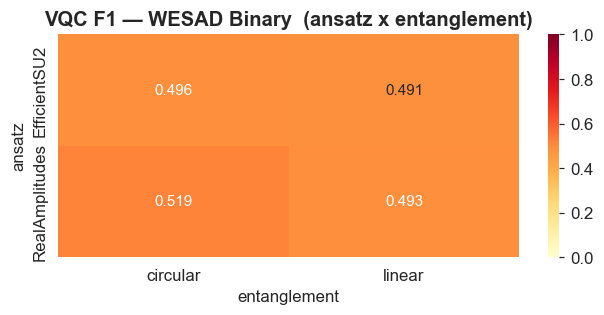 VQC F1 — WESAD Binary  (ansatz x entanglement)
ansatz
EfficientSU2
RealAmplitudes
0.496
0.491
0.519
0.493
circular
linear
entanglement
1.0
0.8
0.6
0.4
0.2
0.0